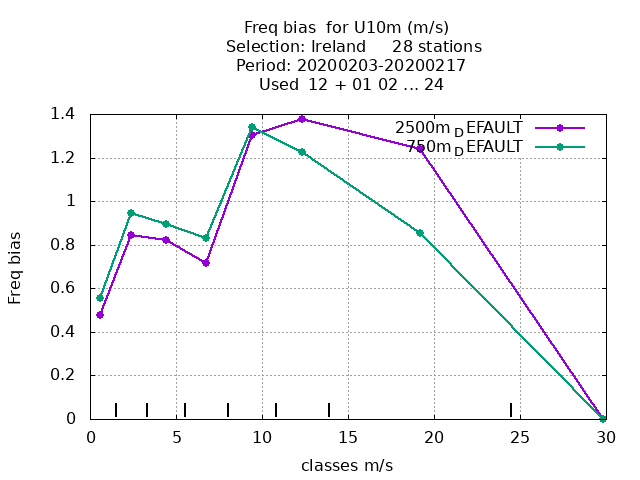 Freq bias  for U10m (m/s)
Selection: Ireland     28 stations
Period: 20200203-20200217
Used  12 + 01 02 ... 24
2500m_DEFAULT
750m_DEFAULT
1.4
1.2
1
0.8
0.6
0.4
0.2
0
Freq bias
0 5 10 15 20 25 30
classes m/s